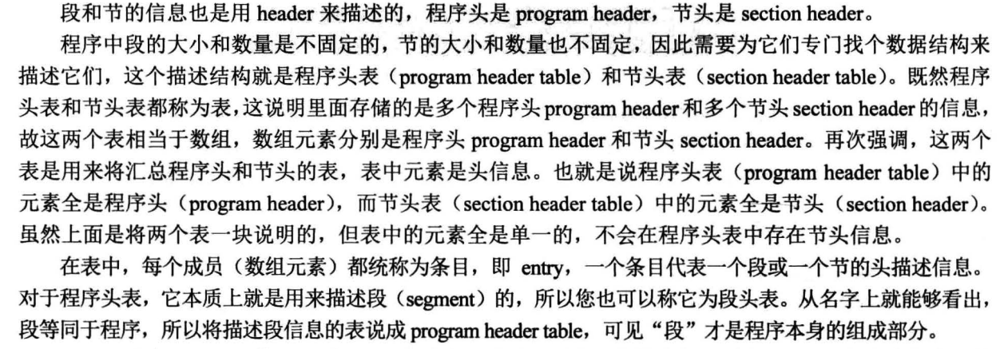 段和节的信息也是用 header 来描述的，程序头是 program header，节头是 section header。
程序中段的大小和数量是不固定的，节的大小和数量也不固定，因此需要为它们专门找个数据结构来
描述它们，这个描述结构就是程序头表（program header table）和节头表（section header table）。既然程序
头表和节头表都称为表，这说明里面存储的是多个程序头 program header 和多个节头 section header 的信息，
故这两个表相当于数组，数组元素分别是程序头 program header 和节头 section header。再次强调，这两个
表是用来将汇总程序头和节头的表，表中元素是头信息。也就是说程序头表（program header table）中的
元素全是程序头（program header），而节头表（section header table）中的元素全是节头（section header）。
虽然上面是将两个表一块说明的，但表中的元素全是单一的，不会在程序头表中存在节头信息。
在表中，每个成员（数组元素）都统称为条目，即 entry，一个条目代表一个段或一个节的头描述信息。
对于程序头表，它本质上就是用来描述段（segment）的，所以您也可以称它为段头表。从名字上就能够看出，
段等同于程序，所以将描述段信息的表说成 program header table，可见“段”才是程序本身的组成部分。